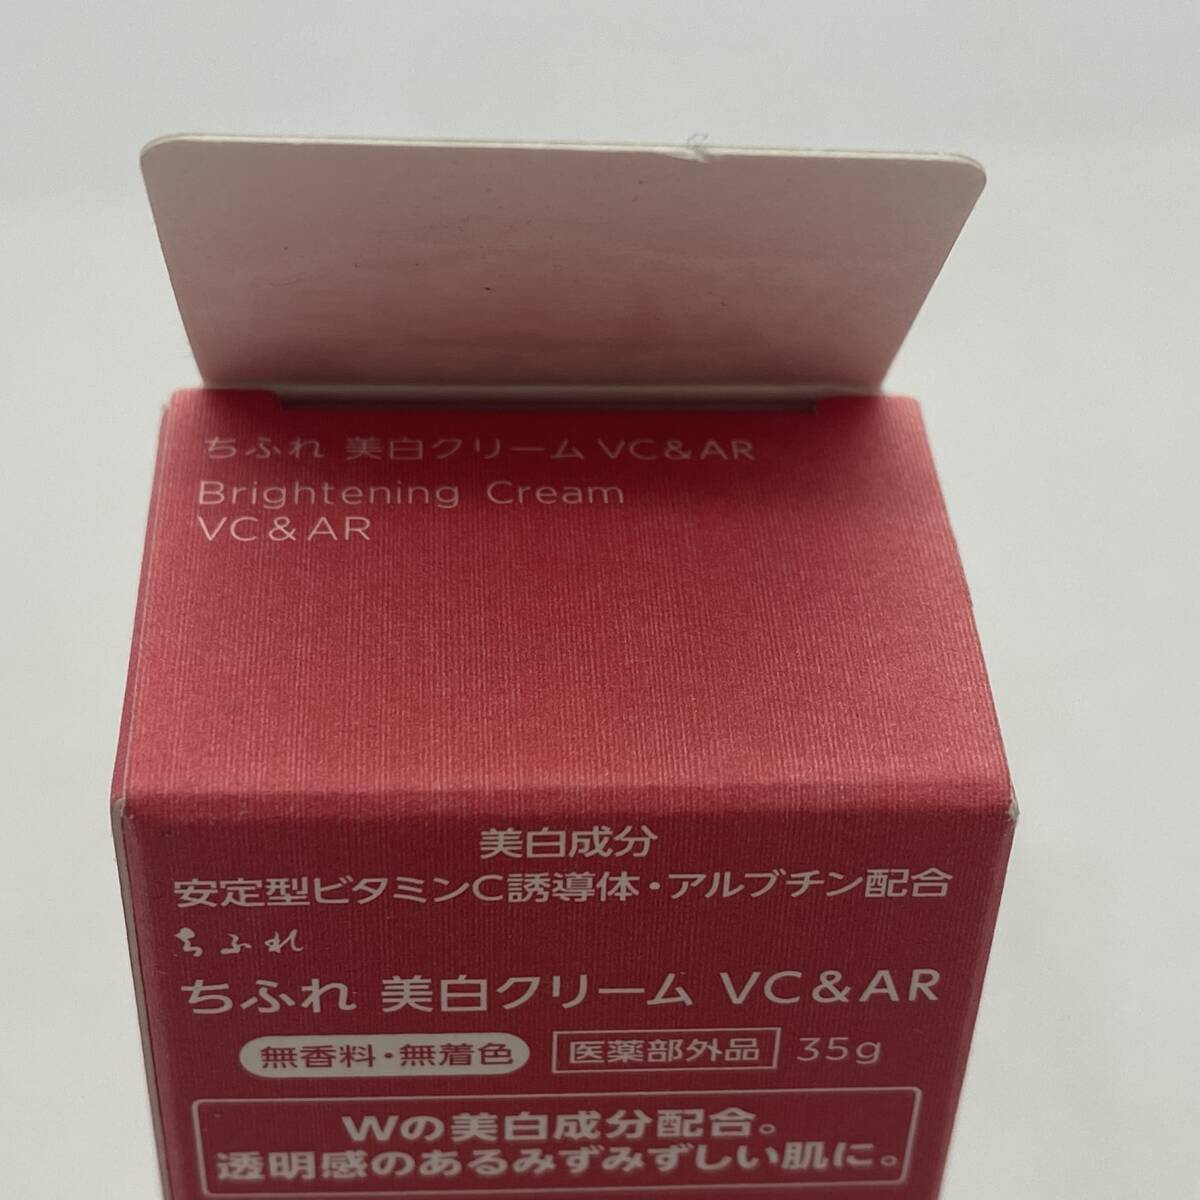 ちふれ 美白クリーム VC&AR
Brightening Cream
VC&AR
美白成分
安定型ビタミンC誘導体・アルブチン配合
ちふれ
ちふれ 美白クリーム VC&AR
無香料・無着色 医薬部外品 35g
Wの美白成分配合。
透明感のあるみずみずしい肌に。